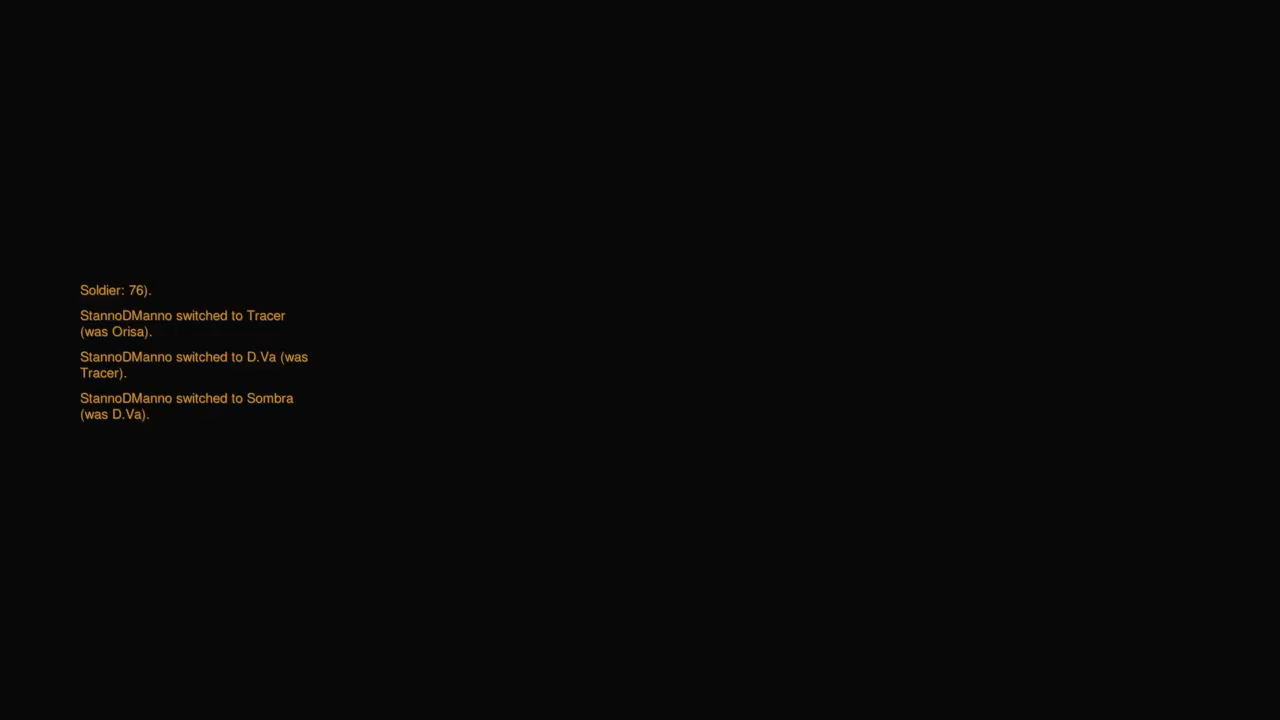 Soldier: 76).
StannoDManno switched to Tracer
(was Orisa).
StannoDManno switched to D.Va (was
Tracer).
StannoDManno switched to Sombra
(was D.Va).